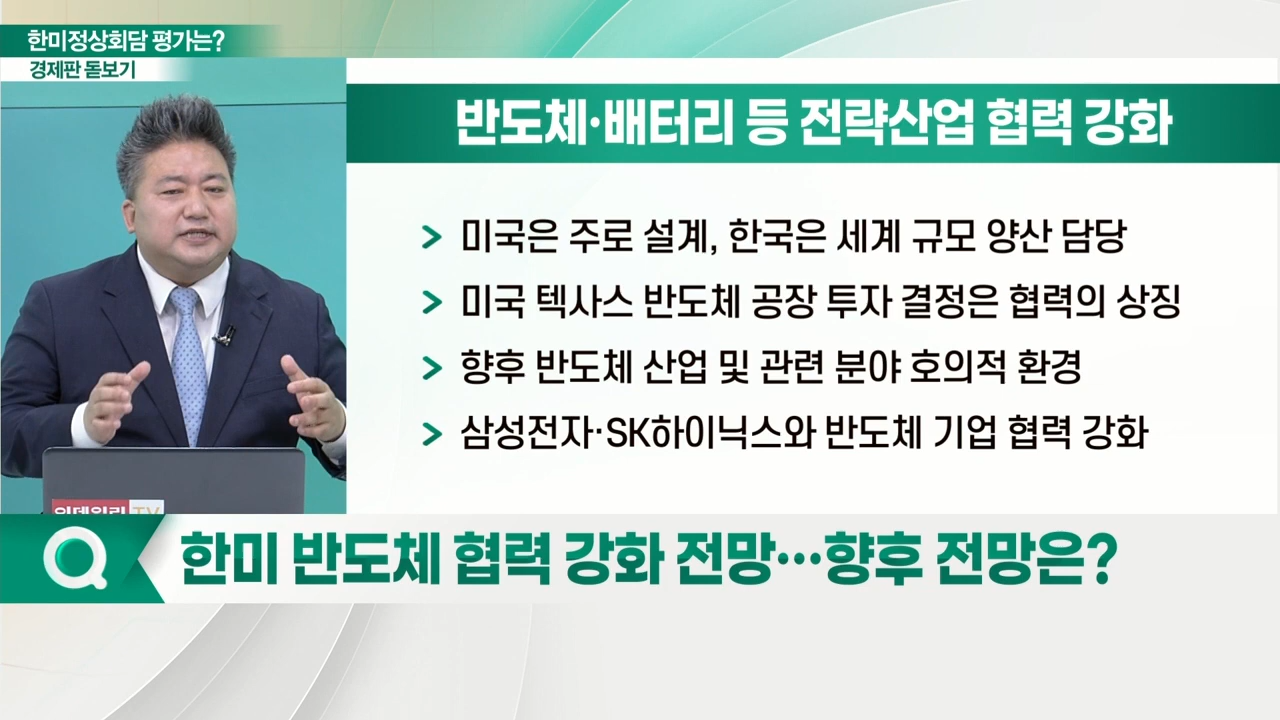 한미정상회담 평가는?
경제판 돋보기
반도체·배터리 등 전략산업 협력 강화
미국은 주로 설계, 한국은 세계 규모 양산 담당
미국 텍사스 반도체 공장 투자 결정은 협력의 상징
향후 반도체 산업 및 관련 분야 호의적 환경
삼성전자·SK하이닉스와 반도체 기업 협력 강화
이데일리 TV
Q 한미 반도체 협력 강화 전망…향후 전망은?